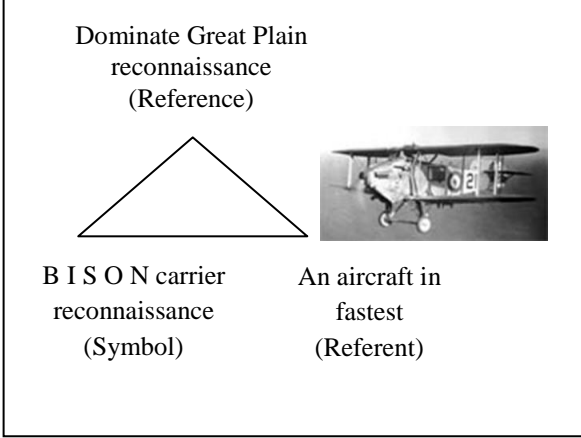 Dominate Great Plain
reconnaissance
(Reference)
2
B I S O N carrier
reconnaissance
(Symbol)
An aircraft in
fastest
(Referent)